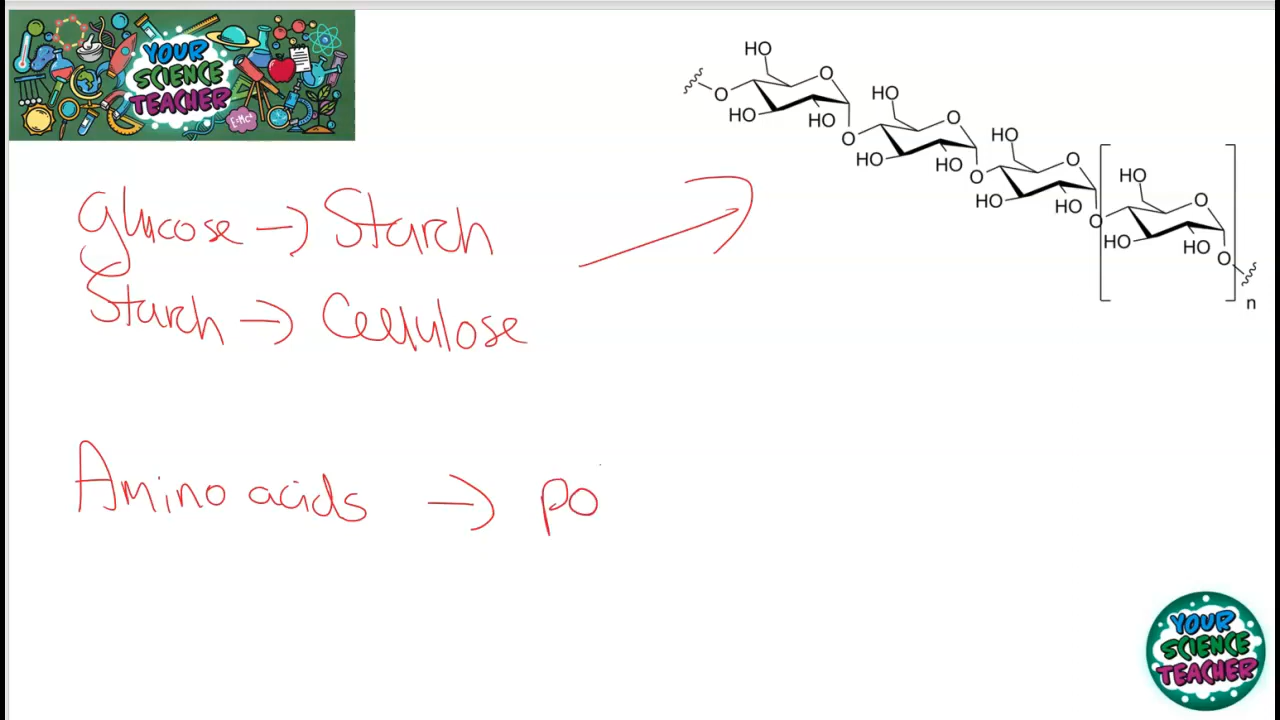 YOUR
SCIENCE
TEACHER
E=MC²
HO
O
O
HO
HO
HO
O
O
HO
HO
HO
O
O
HO
HO
HO
O
O
HO
HO
O
n
Glucose → Starch
Starch → Cellulose
Amino acids → po
YOUR
SCIENCE
TEACHER